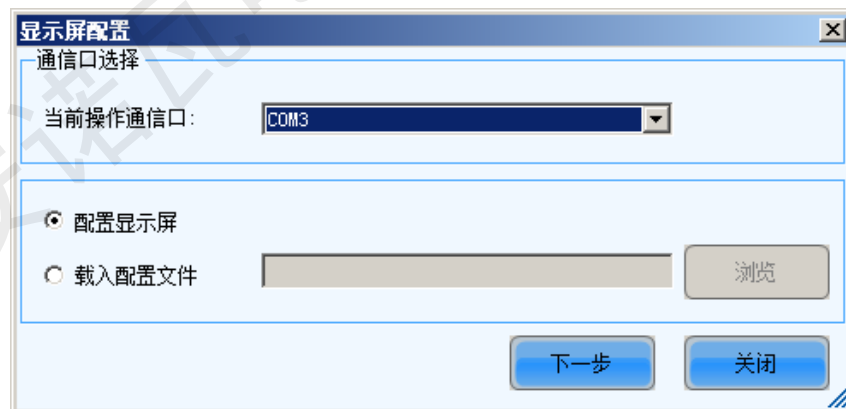 显示屏配置
通信口选择
当前操作通信口: COM3
配置显示屏
载入配置文件 浏览
下一步 关闭